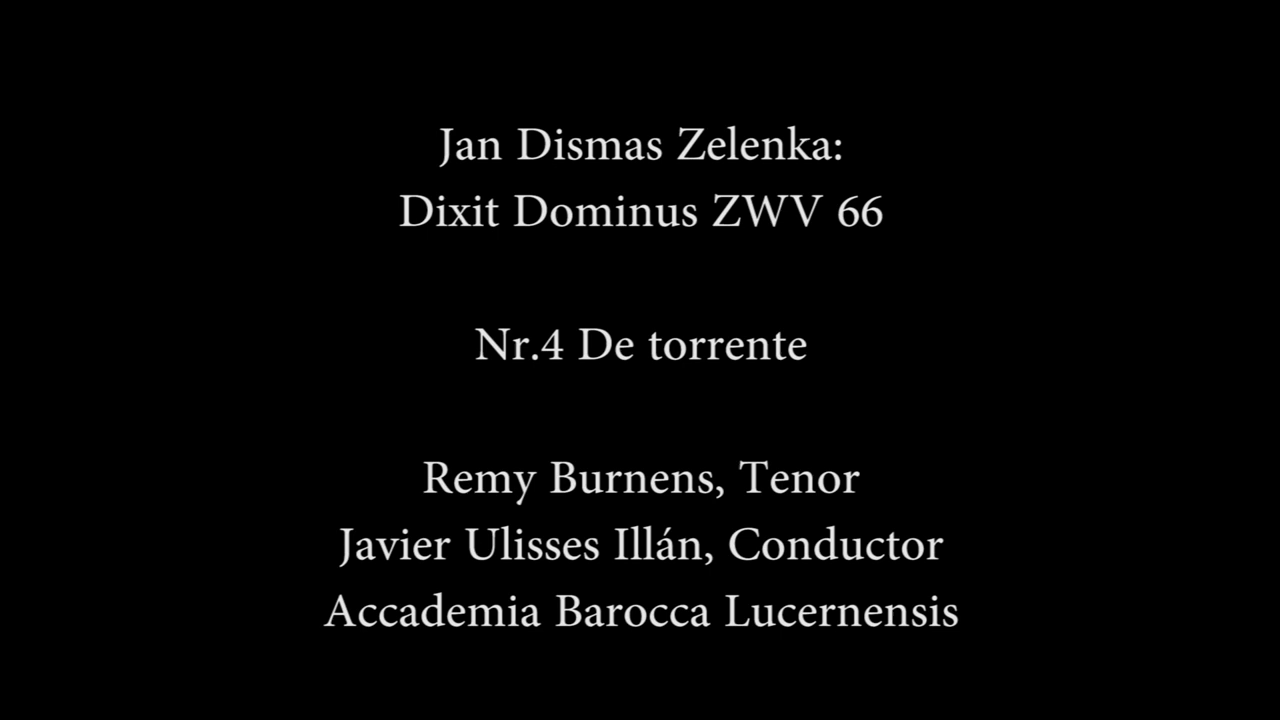 Jan Dismas Zelenka:
Dixit Dominus ZWV 66
Nr.4 De torrente
Remy Burnens, Tenor
Javier Ulisses Illán, Conductor
Accademia Barocca Lucernensis